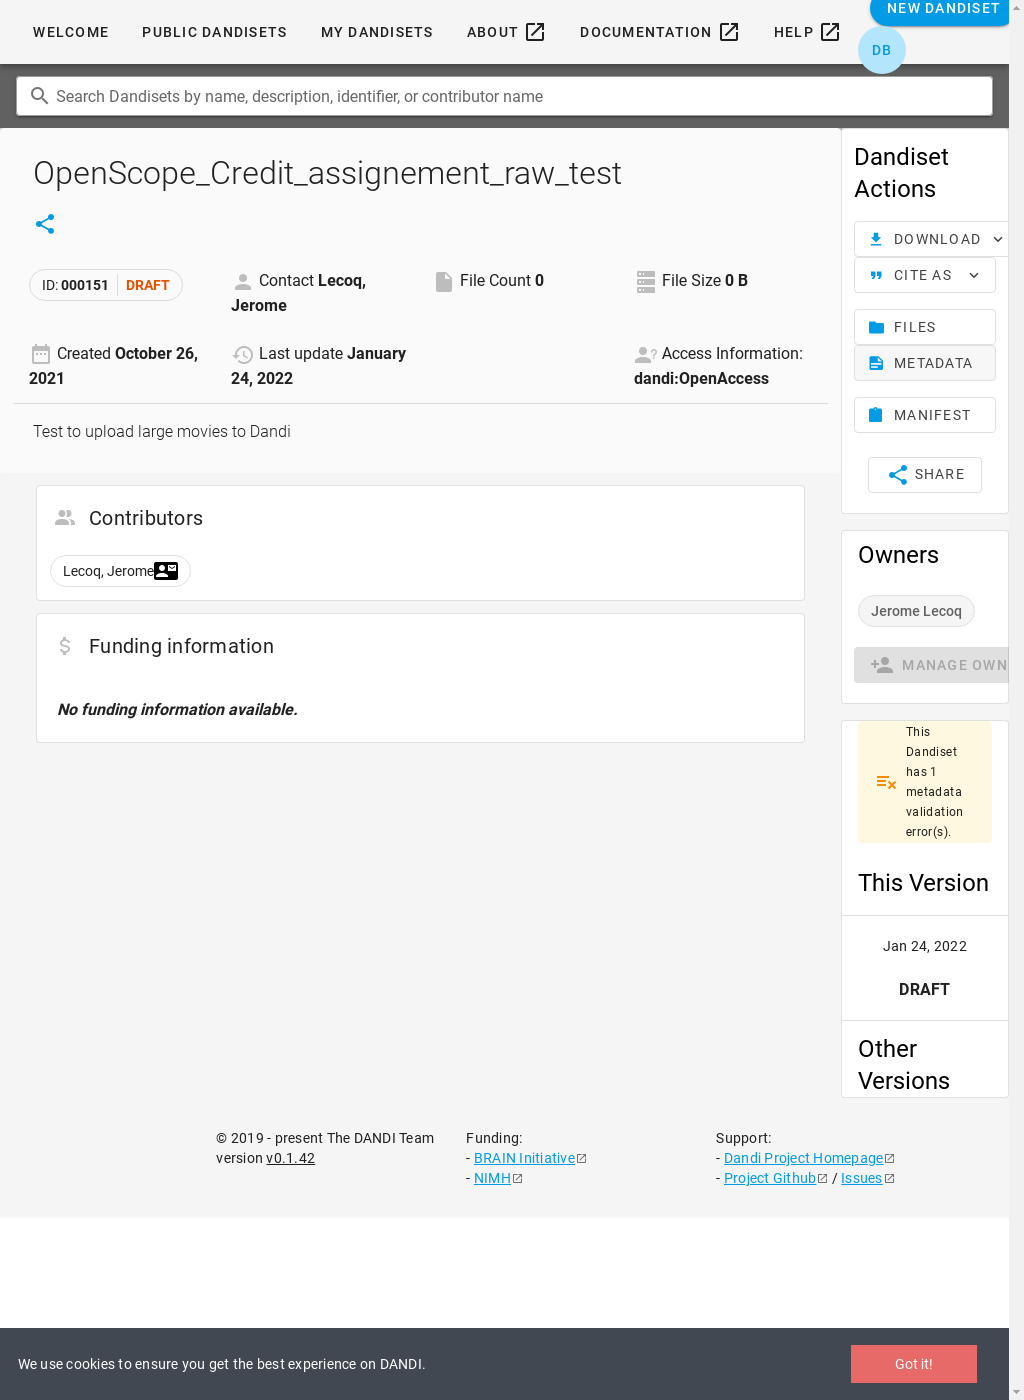 WELCOME
PUBLIC DANDISETS
MY DANDISETS
ABOUT
DOCUMENTATION
HELP
NEW DANDISET
DB
Search Dandisets by name, description, identifier, or contributor name
OpenScope_Credit_assignement_raw_test
ID: 000151 DRAFT
Contact Lecoq,
Jerome
File Count 0
File Size 0 B
Created October 26,
2021
Last update January
24, 2022
Access Information:
dandi:OpenAccess
Test to upload large movies to Dandi
Contributors
Lecoq, Jerome
Funding information
No funding information available.
Dandiset
Actions
DOWNLOAD
CITE AS
FILES
METADATA
MANIFEST
SHARE
Owners
Jerome Lecoq
MANAGE OWN
This
Dandiset
has 1
metadata
validation
error(s).
This Version
Jan 24, 2022
DRAFT
Other
Versions
© 2019 - present The DANDI Team
version v0.1.42
Funding:
- BRAIN Initiative
- NIMH
Support:
- Dandi Project Homepage
- Project Github / Issues
We use cookies to ensure you get the best experience on DANDI.
Got it!